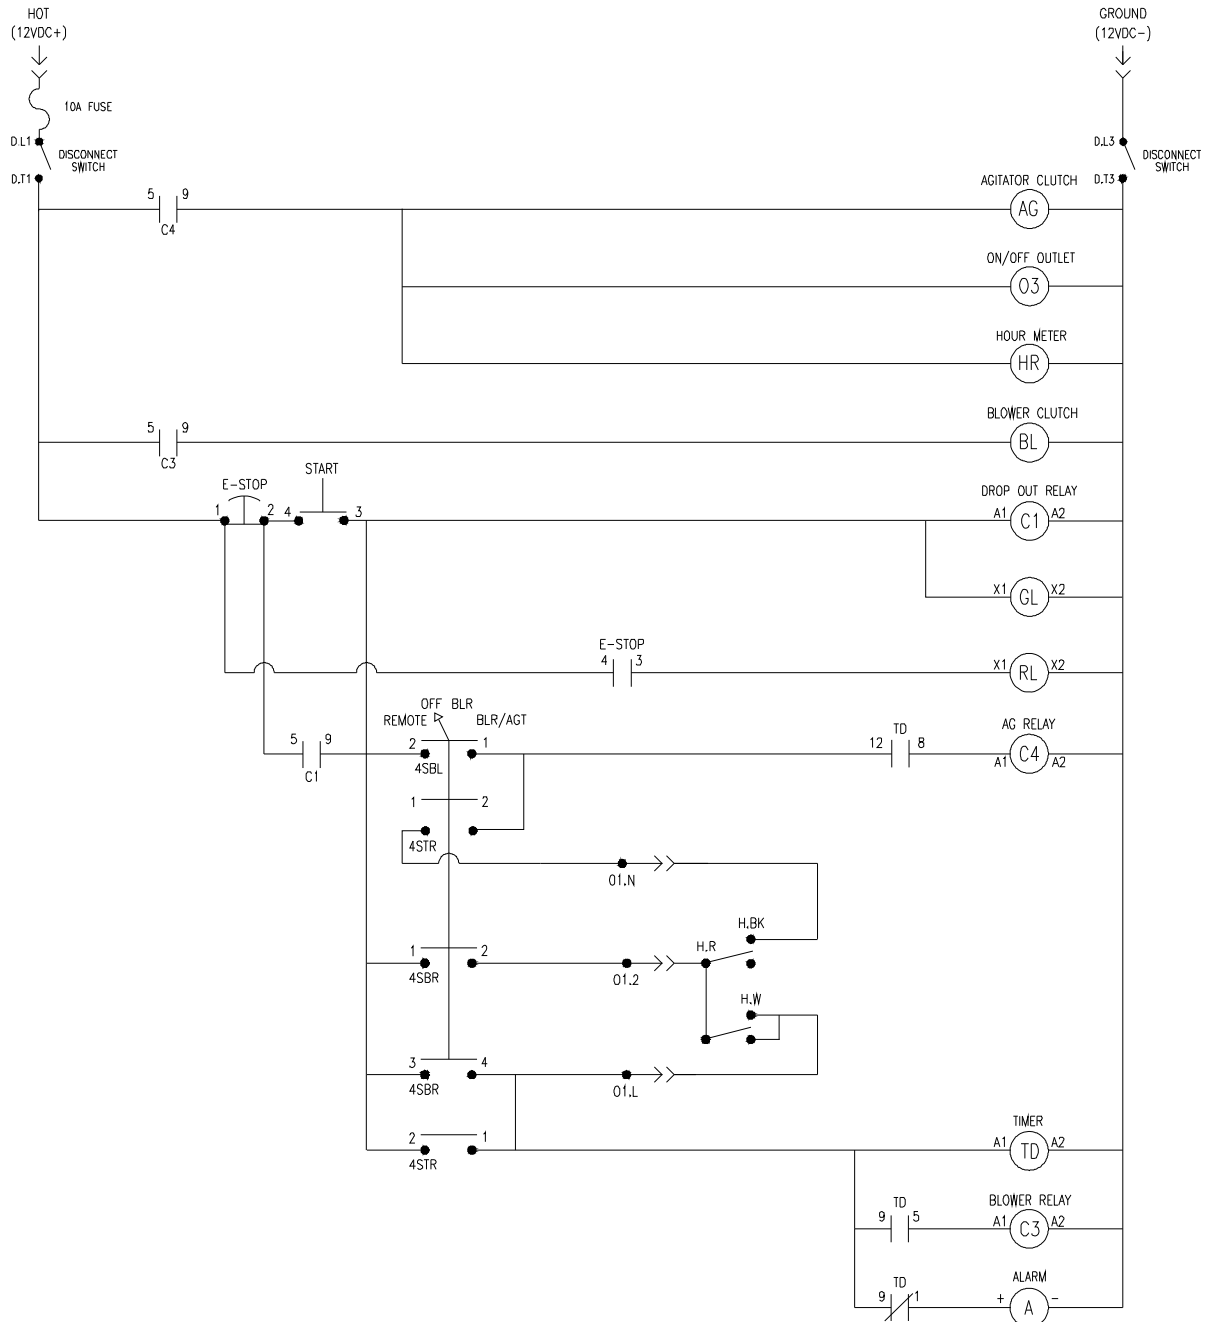 HOT
(12VDC+)
GROUND
(12VDC-)
10A FUSE
D.L1
DISCONNECT
SWITCH
D.T1
D.L3
DISCONNECT
SWITCH
D.T3
5 9
C4
AGITATOR CLUTCH
AG
ON/OFF OUTLET
O3
HOUR METER
HR
5 9
C3
BLOWER CLUTCH
BL
START
E-STOP
1 2 4 3
DROP OUT RELAY
A1 C1 A2
X1 GL X2
E-STOP
4 3
X1 RL X2
OFF BLR
REMOTE BLR/AGT
5 9
C1
2 1
4SBL
TD
12 8
AG RELAY
A1 C4 A2
1 2
4STR
O1.N
H.BK
1 2
4SBR
O1.2
H.R
H.W
3 4
4SBR
O1.L
2 1
4STR
TIMER
A1 TD A2
TD
9 5
BLOWER RELAY
A1 C3 A2
TD
9 1
ALARM
+ A -